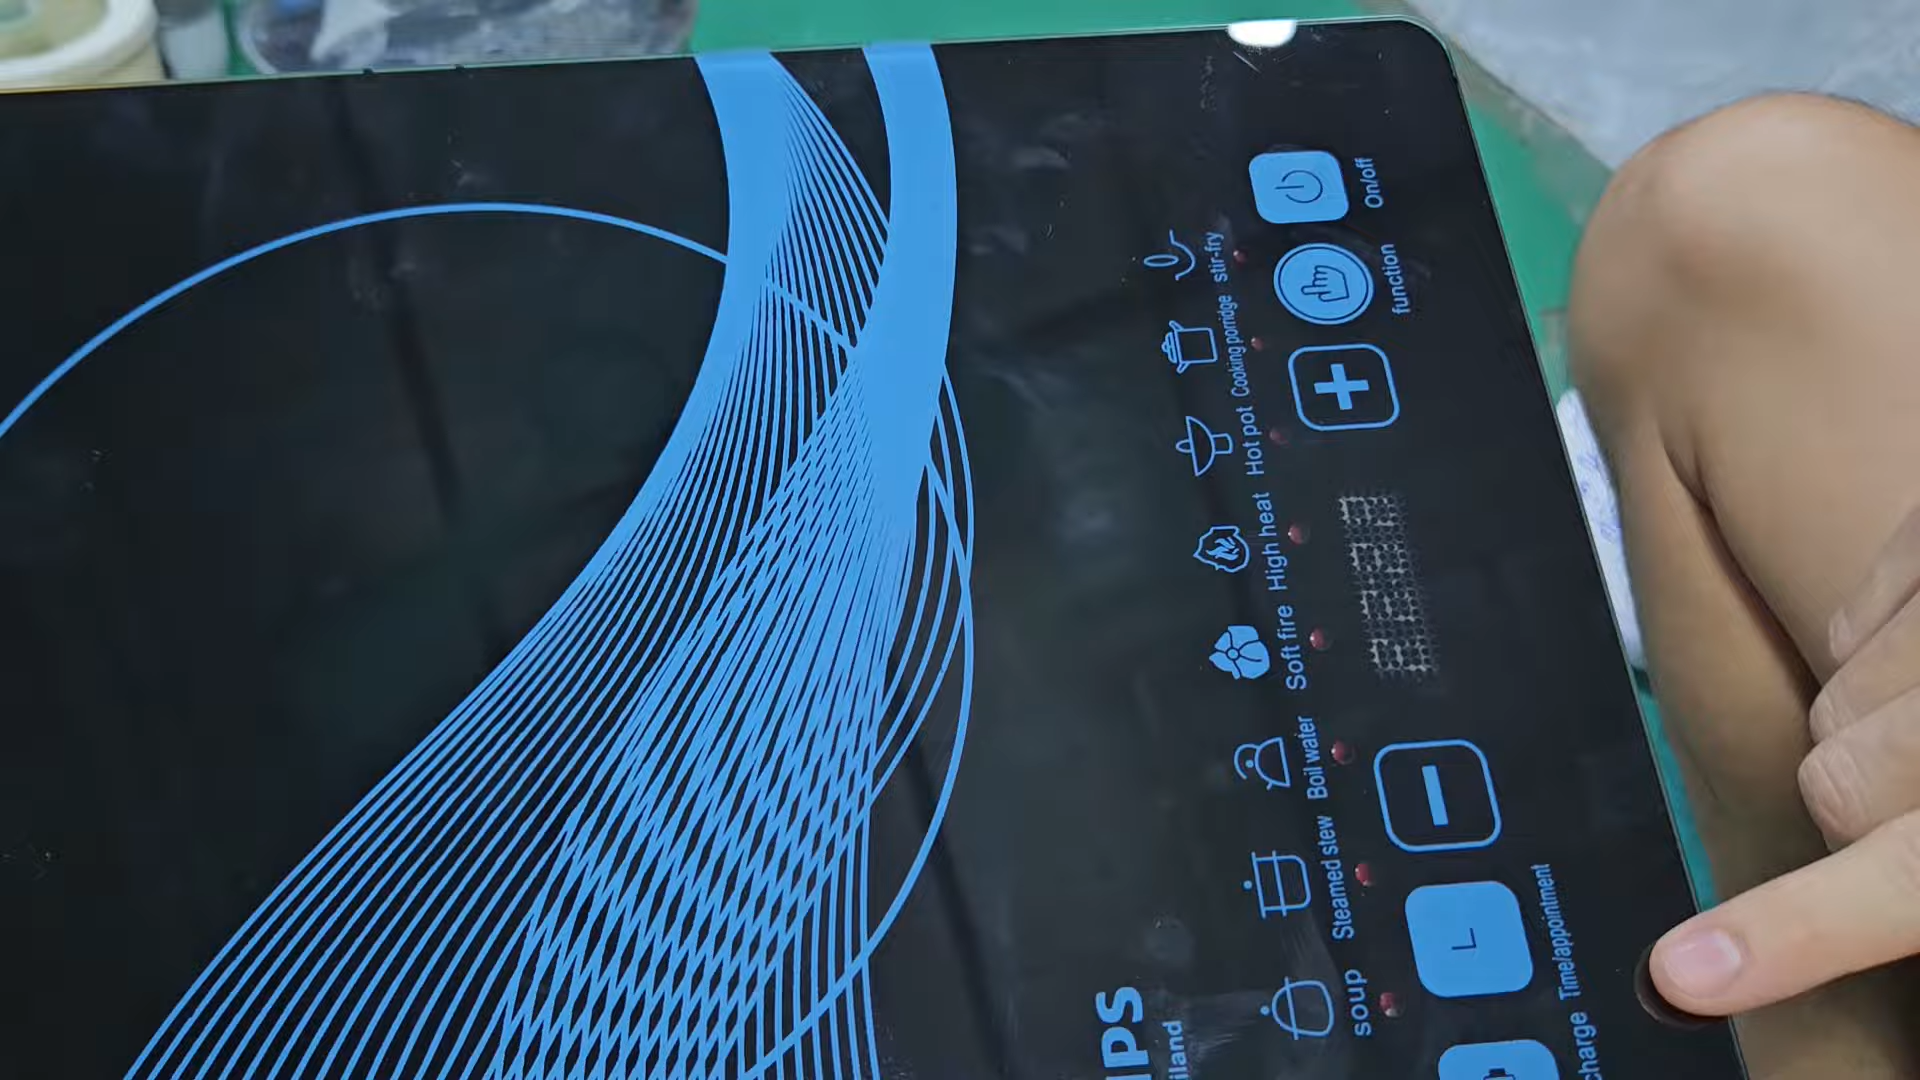 On/off
function
stir-fry
Cooking porridge
Hot pot
High heat
Soft fire
Boil water
Steamed stew
soup
Time/appointment
charge
IPS
iland